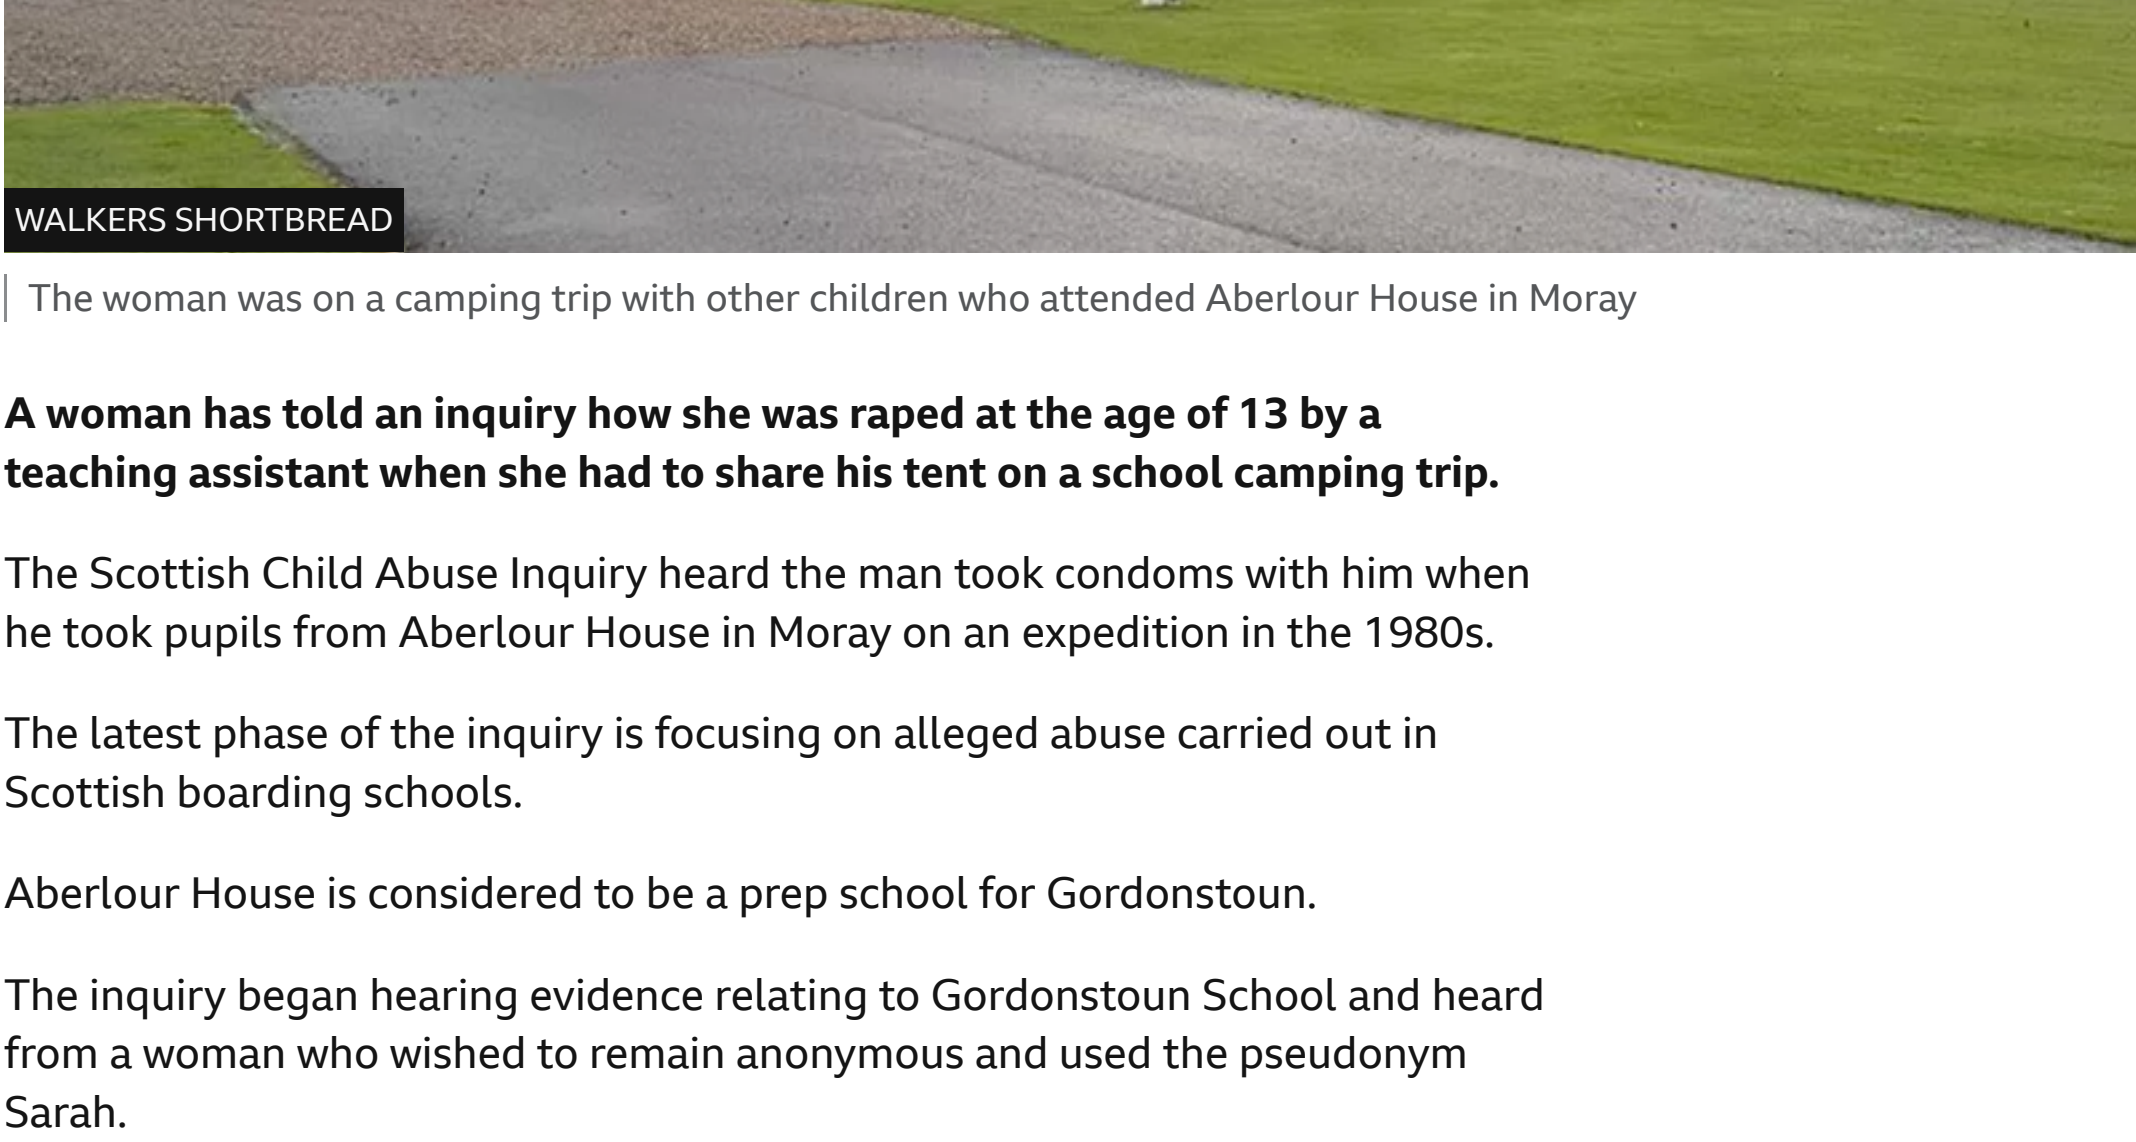 WALKERS SHORTBREAD
The woman was on a camping trip with other children who attended Aberlour House in Moray
A woman has told an inquiry how she was raped at the age of 13 by a
teaching assistant when she had to share his tent on a school camping trip.
The Scottish Child Abuse Inquiry heard the man took condoms with him when
he took pupils from Aberlour House in Moray on an expedition in the 1980s.
The latest phase of the inquiry is focusing on alleged abuse carried out in
Scottish boarding schools.
Aberlour House is considered to be a prep school for Gordonstoun.
The inquiry began hearing evidence relating to Gordonstoun School and heard
from a woman who wished to remain anonymous and used the pseudonym
Sarah.